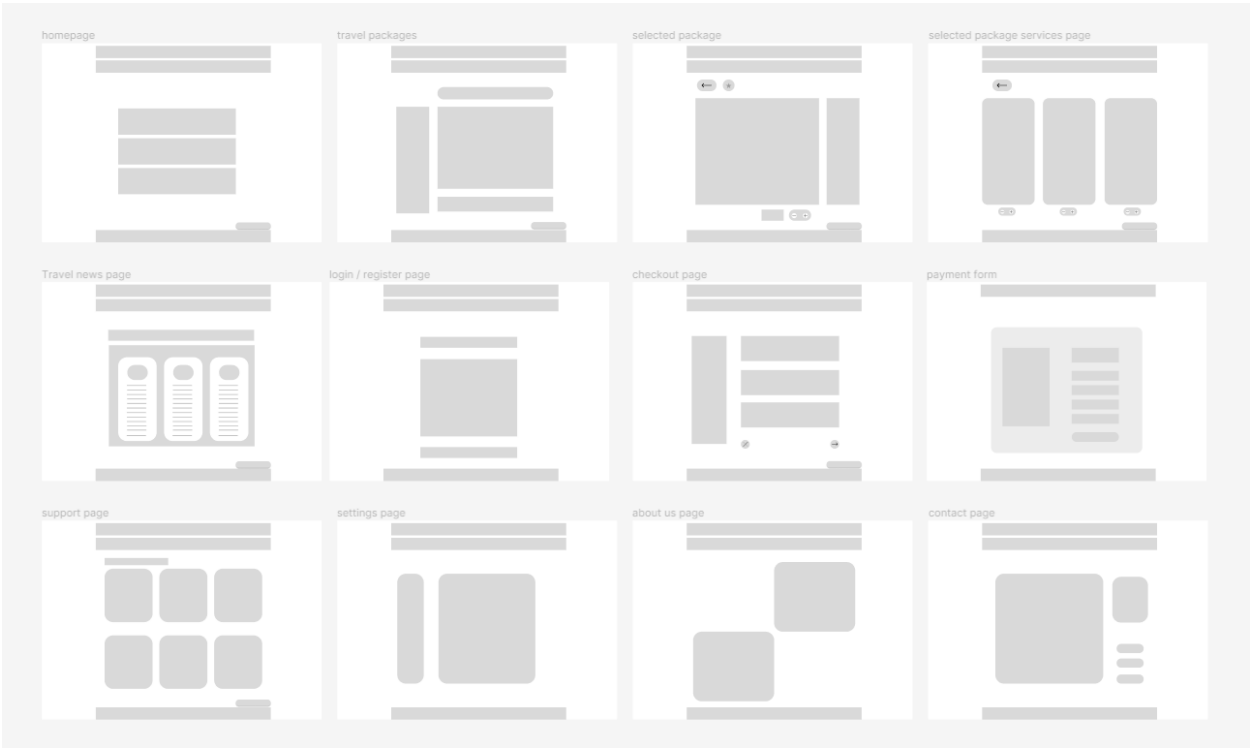 homepage
travel packages
selected package
selected package services page
Travel news page
login / register page
checkout page
payment form
support page
settings page
about us page
contact page